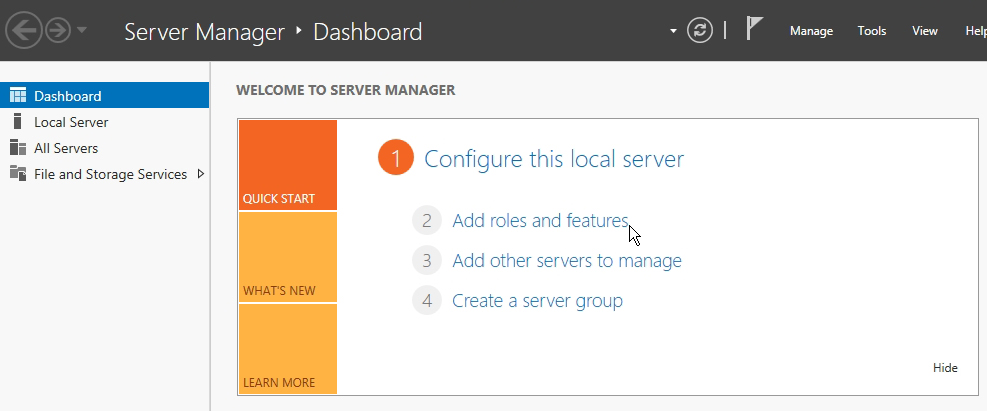 Server Manager ‣ Dashboard
Manage Tools View Help
Dashboard
Local Server
All Servers
File and Storage Services
WELCOME TO SERVER MANAGER
QUICK START
WHAT'S NEW
LEARN MORE
1 Configure this local server
2 Add roles and features
3 Add other servers to manage
4 Create a server group
Hide